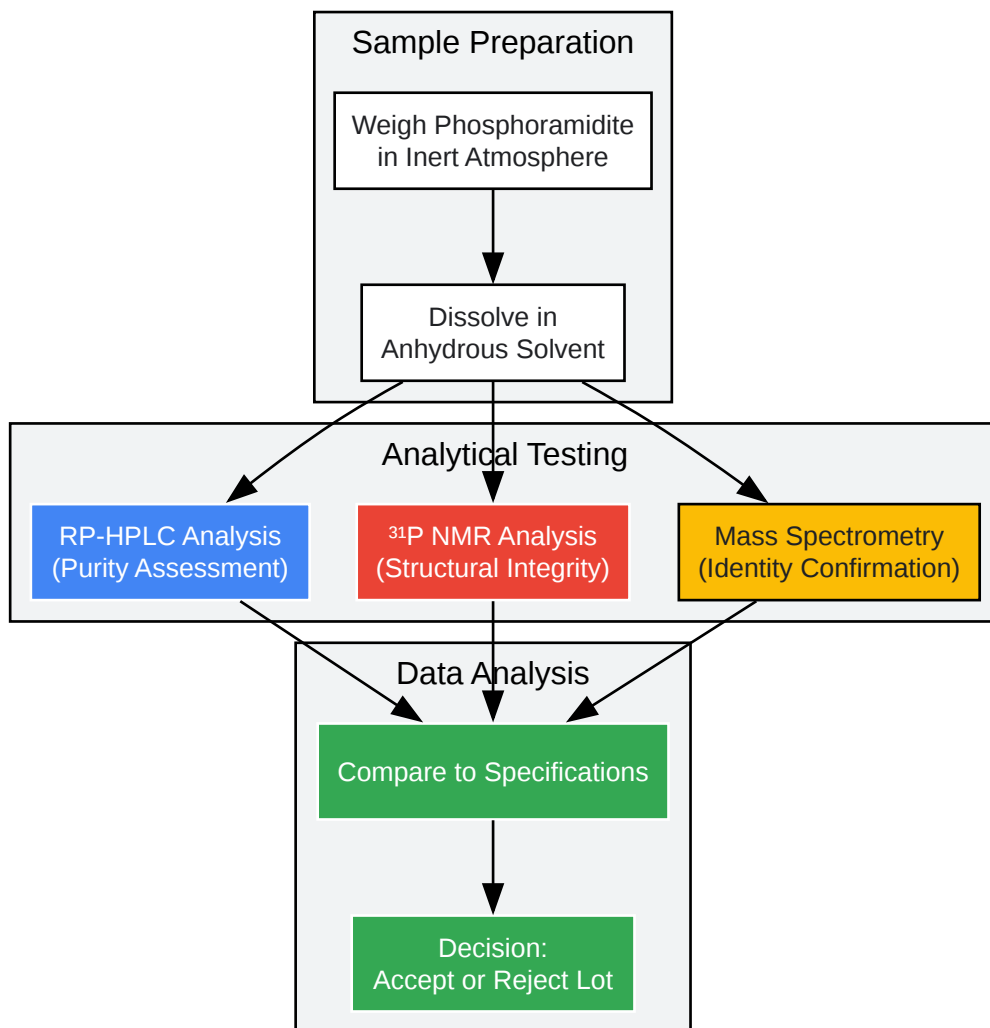 Sample Preparation
Weigh Phosphoramidite
in Inert Atmosphere
Dissolve in
Anhydrous Solvent
Analytical Testing
RP-HPLC Analysis
(Purity Assessment)
³¹P NMR Analysis
(Structural Integrity)
Mass Spectrometry
(Identity Confirmation)
Data Analysis
Compare to Specifications
Decision:
Accept or Reject Lot